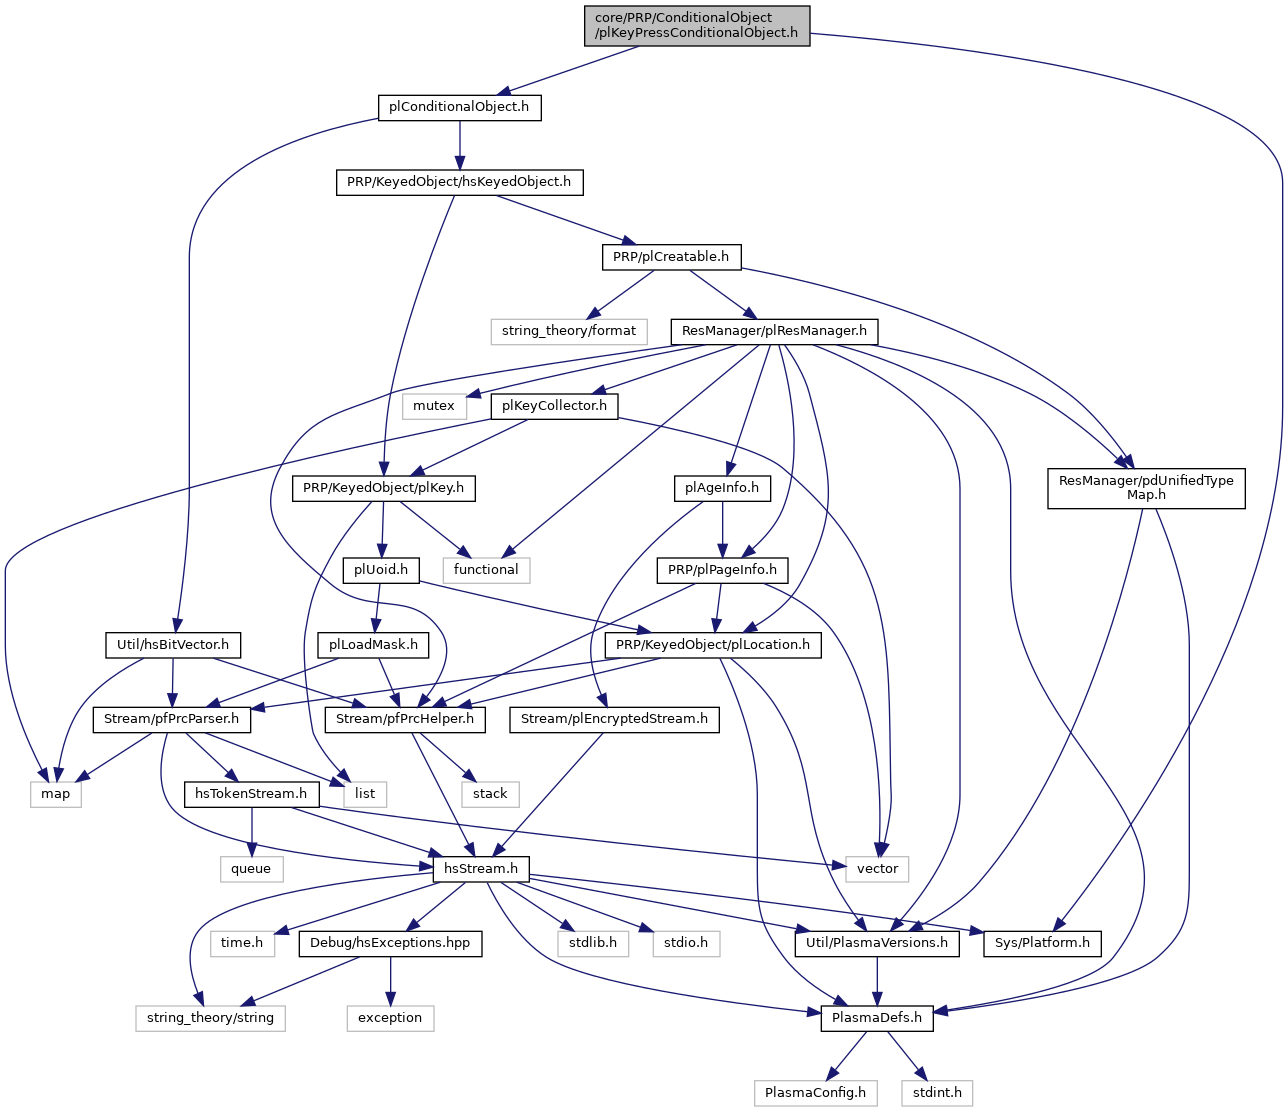 core/PRP/ConditionalObject
/plKeyPressConditionalObject.h
plConditionalObject.h
PRP/KeyedObject/hsKeyedObject.h
PRP/plCreatable.h
string_theory/format
ResManager/plResManager.h
mutex
plKeyCollector.h
PRP/KeyedObject/plKey.h
plAgeInfo.h
ResManager/pdUnifiedType
Map.h
plUoid.h
functional
PRP/plPageInfo.h
Util/hsBitVector.h
plLoadMask.h
PRP/KeyedObject/plLocation.h
Stream/pfPrcParser.h
Stream/pfPrcHelper.h
Stream/plEncryptedStream.h
map
hsTokenStream.h
list
stack
queue
hsStream.h
vector
time.h
Debug/hsExceptions.hpp
stdlib.h
stdio.h
Util/PlasmaVersions.h
Sys/Platform.h
string_theory/string
exception
PlasmaDefs.h
PlasmaConfig.h
stdint.h